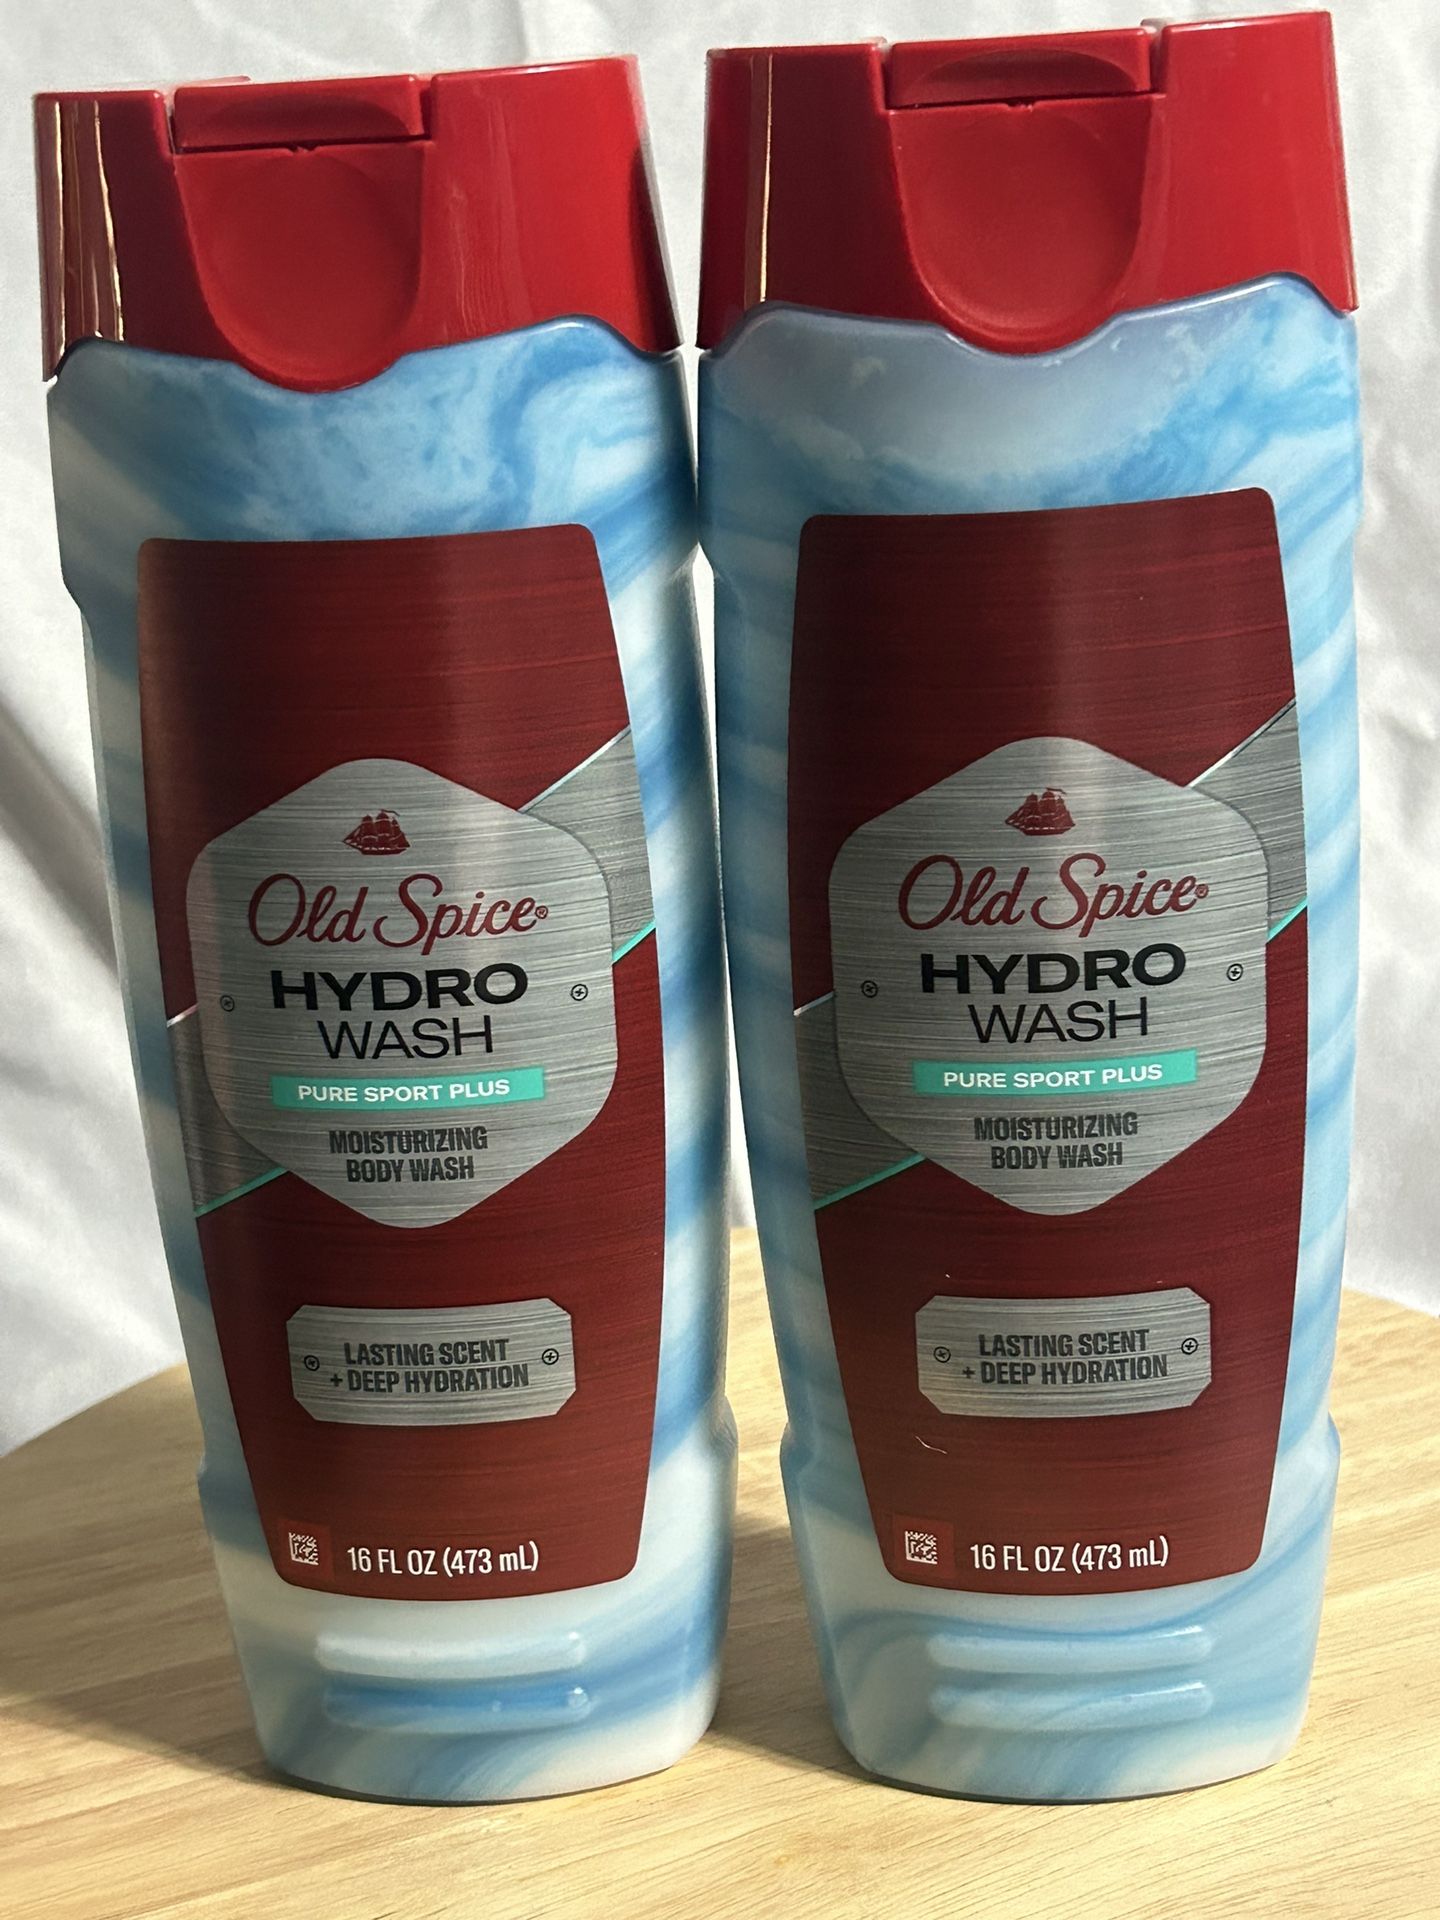 Old Spice®
HYDRO
WASH
PURE SPORT PLUS
MOISTURIZING
BODY WASH
LASTING SCENT
+ DEEP HYDRATION
16 FL OZ (473 mL)
Old Spice®
HYDRO
WASH
PURE SPORT PLUS
MOISTURIZING
BODY WASH
LASTING SCENT
+ DEEP HYDRATION
16 FL OZ (473 mL)